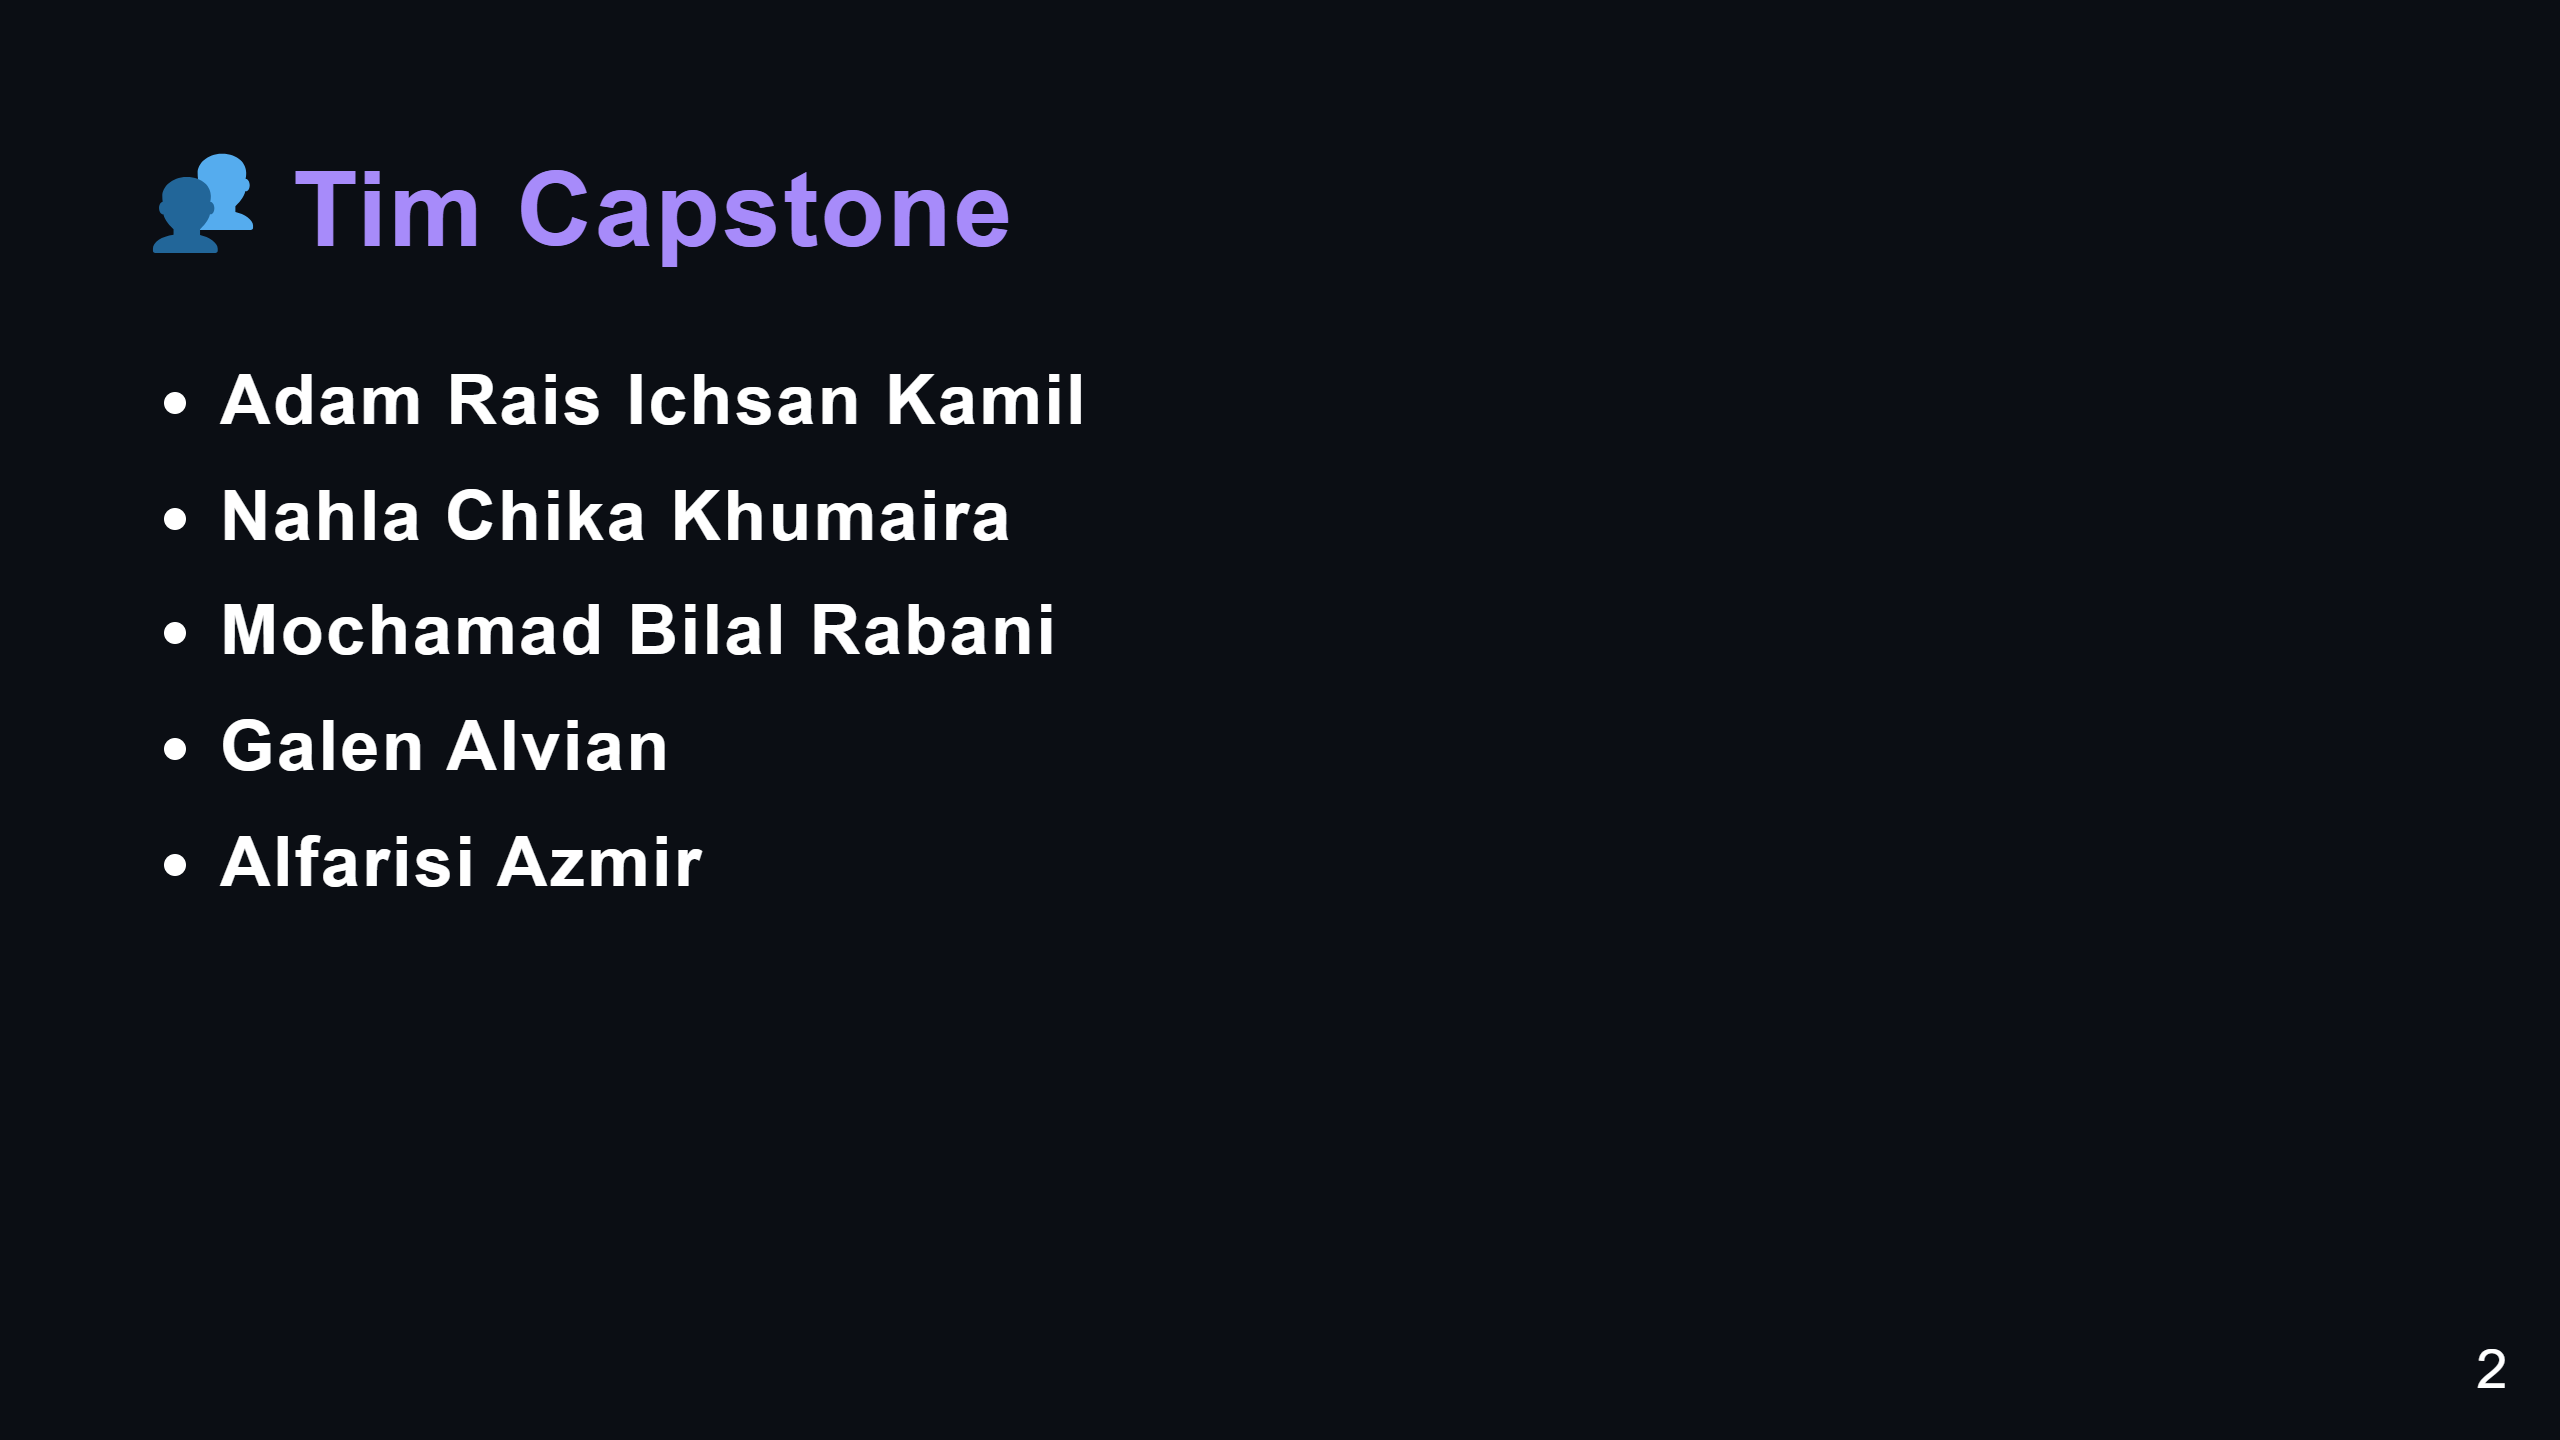 Tim Capstone
• Adam Rais Ichsan Kamil
• Nahla Chika Khumaira
• Mochamad Bilal Rabani
• Galen Alvian
• Alfarisi Azmir
2